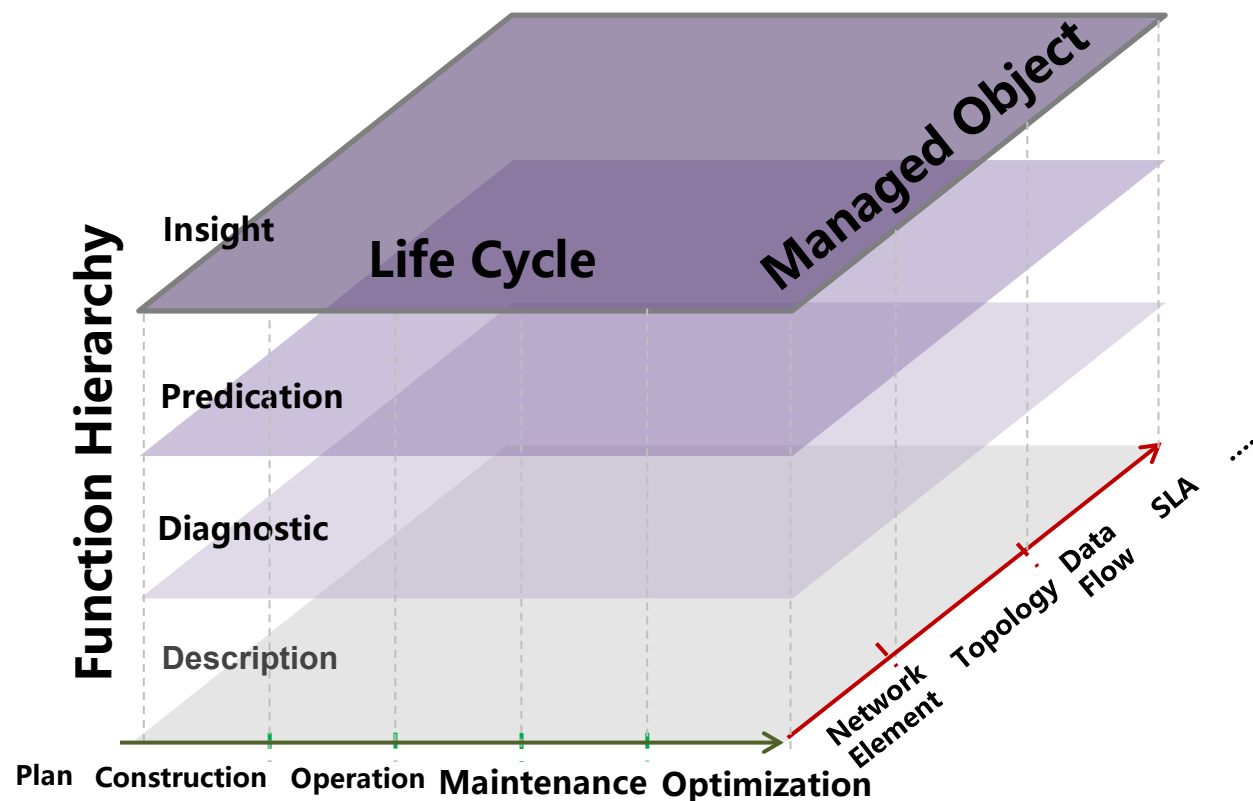 Managed Object
Insight
Life Cycle
Function Hierarchy
Predication
Diagnostic
Description
SLA
.....
Data
Flow
Topology
Network
Element
Plan Construction Operation Maintenance Optimization